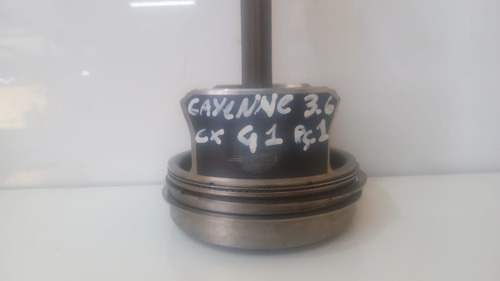 CAYENNE 3.6
CX G1 PÇ1